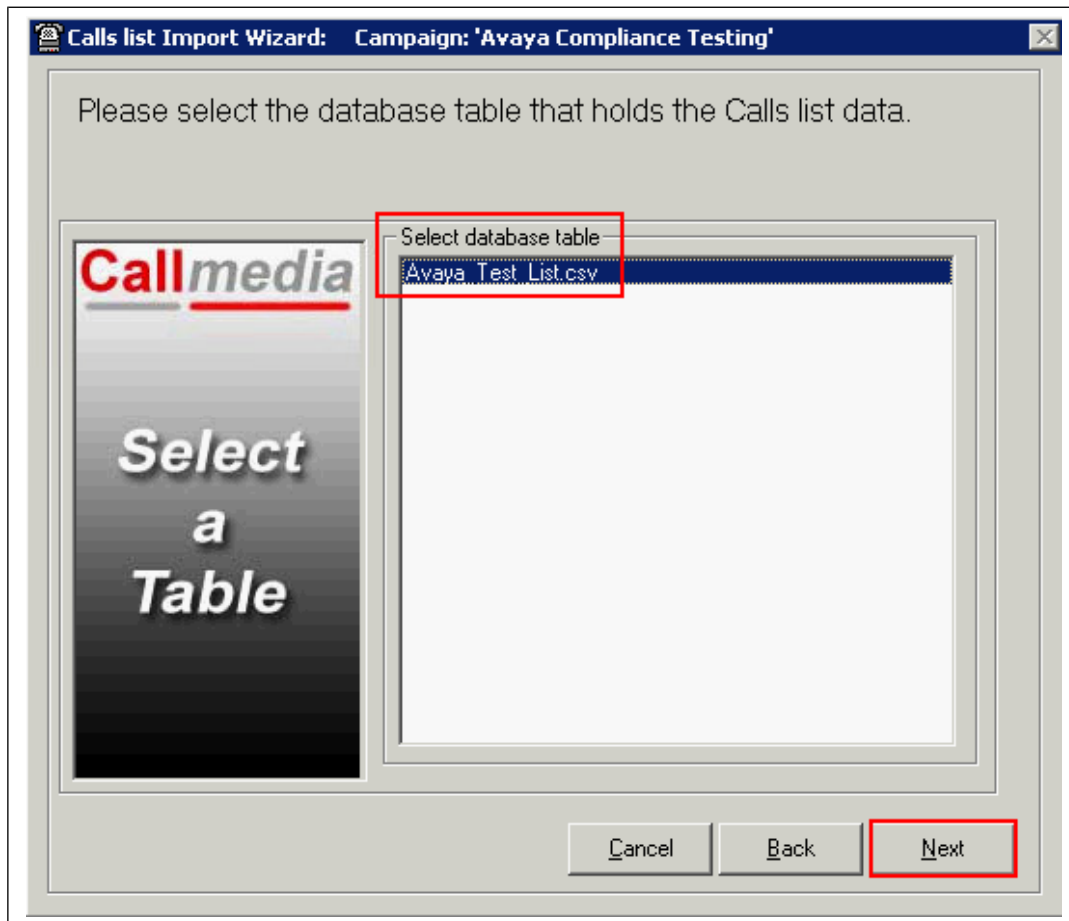 Calls list Import Wizard: Campaign: 'Avaya Compliance Testing'
Please select the database table that holds the Calls list data.
Callmedia
Select
a
Table
Select database table
Avaya_Test_List.csv
Cancel
Back
Next